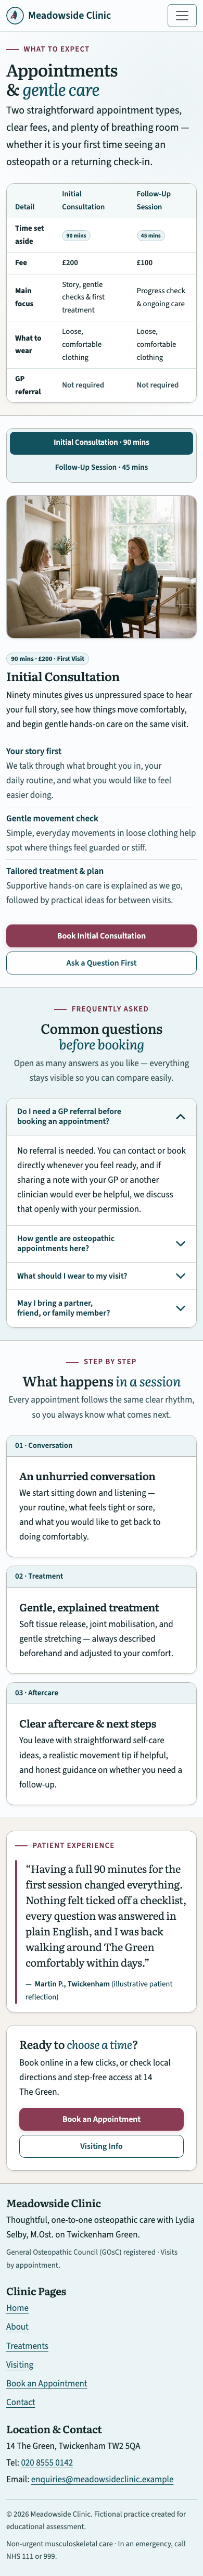 Meadowside Clinic
WHAT TO EXPECT
Appointments
& gentle care
Two straightforward appointment types,
clear fees, and plenty of breathing room —
whether it is your first time seeing an
osteopath or a returning check-in.
Detail
Initial
Consultation
Follow-Up
Session
Time set
aside
90 mins
45 mins
Fee
£200
£100
Main
focus
Story, gentle
checks & first
treatment
Progress check
& ongoing care
What to
wear
Loose,
comfortable
clothing
Loose,
comfortable
clothing
GP
referral
Not required
Not required
Initial Consultation · 90 mins
Follow-Up Session · 45 mins
90 mins · £200 · First Visit
Initial Consultation
Ninety minutes gives us unpressured space to hear
your full story, see how things move comfortably,
and begin gentle hands-on care on the same visit.
Your story first
We talk through what brought you in, your
daily routine, and what you would like to feel
easier doing.
Gentle movement check
Simple, everyday movements in loose clothing help
spot where things feel guarded or stiff.
Tailored treatment & plan
Supportive hands-on care is explained as we go,
followed by practical ideas for between visits.
Book Initial Consultation
Ask a Question First
FREQUENTLY ASKED
Common questions
before booking
Open as many answers as you like — everything
stays visible so you can compare easily.
Do I need a GP referral before
booking an appointment?
No referral is needed. You can contact or book
directly whenever you feel ready, and if
sharing a note with your GP or another
clinician would ever be helpful, we discuss
that openly with your permission.
How gentle are osteopathic
appointments here?
What should I wear to my visit?
May I bring a partner,
friend, or family member?
STEP BY STEP
What happens in a session
Every appointment follows the same clear rhythm,
so you always know what comes next.
01 · Conversation
An unhurried conversation
We start sitting down and listening —
your routine, what feels tight or sore,
and what you would like to get back to
doing comfortably.
02 · Treatment
Gentle, explained treatment
Soft tissue release, joint mobilisation, and
gentle stretching — always described
beforehand and adjusted to your comfort.
03 · Aftercare
Clear aftercare & next steps
You leave with straightforward self-care
ideas, a realistic movement tip if helpful,
and honest guidance on whether you need a
follow-up.
PATIENT EXPERIENCE
“Having a full 90 minutes for the
first session changed everything.
Nothing felt ticked off a checklist,
every question was answered in
plain English, and I was back
walking around The Green
comfortably within days.”
— Martin P., Twickenham (illustrative patient
reflection)
Ready to choose a time?
Book online in a few clicks, or check local
directions and step-free access at 14
The Green.
Book an Appointment
Visiting Info
Meadowside Clinic
Thoughtful, one-to-one osteopathic care with Lydia
Selby, M.Ost. on Twickenham Green.
General Osteopathic Council (GOsC) registered · Visits
by appointment.
Clinic Pages
Home
About
Treatments
Visiting
Book an Appointment
Contact
Location & Contact
14 The Green, Twickenham TW2 5QA
Tel: 020 8555 0142
Email: enquiries@meadowsideclinic.example
© 2026 Meadowside Clinic. Fictional practice created for
educational assessment.
Non-urgent musculoskeletal care · In an emergency, call
NHS 111 or 999.